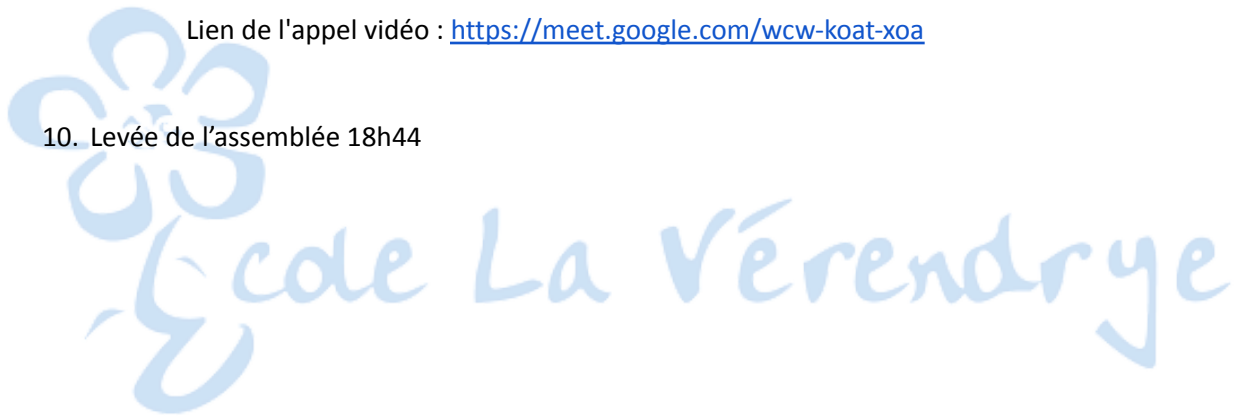 Lien de l'appel vidéo : https://meet.google.com/wcw-koat-xoa
10. Levée de l’assemblée 18h44
École La Vérendrye